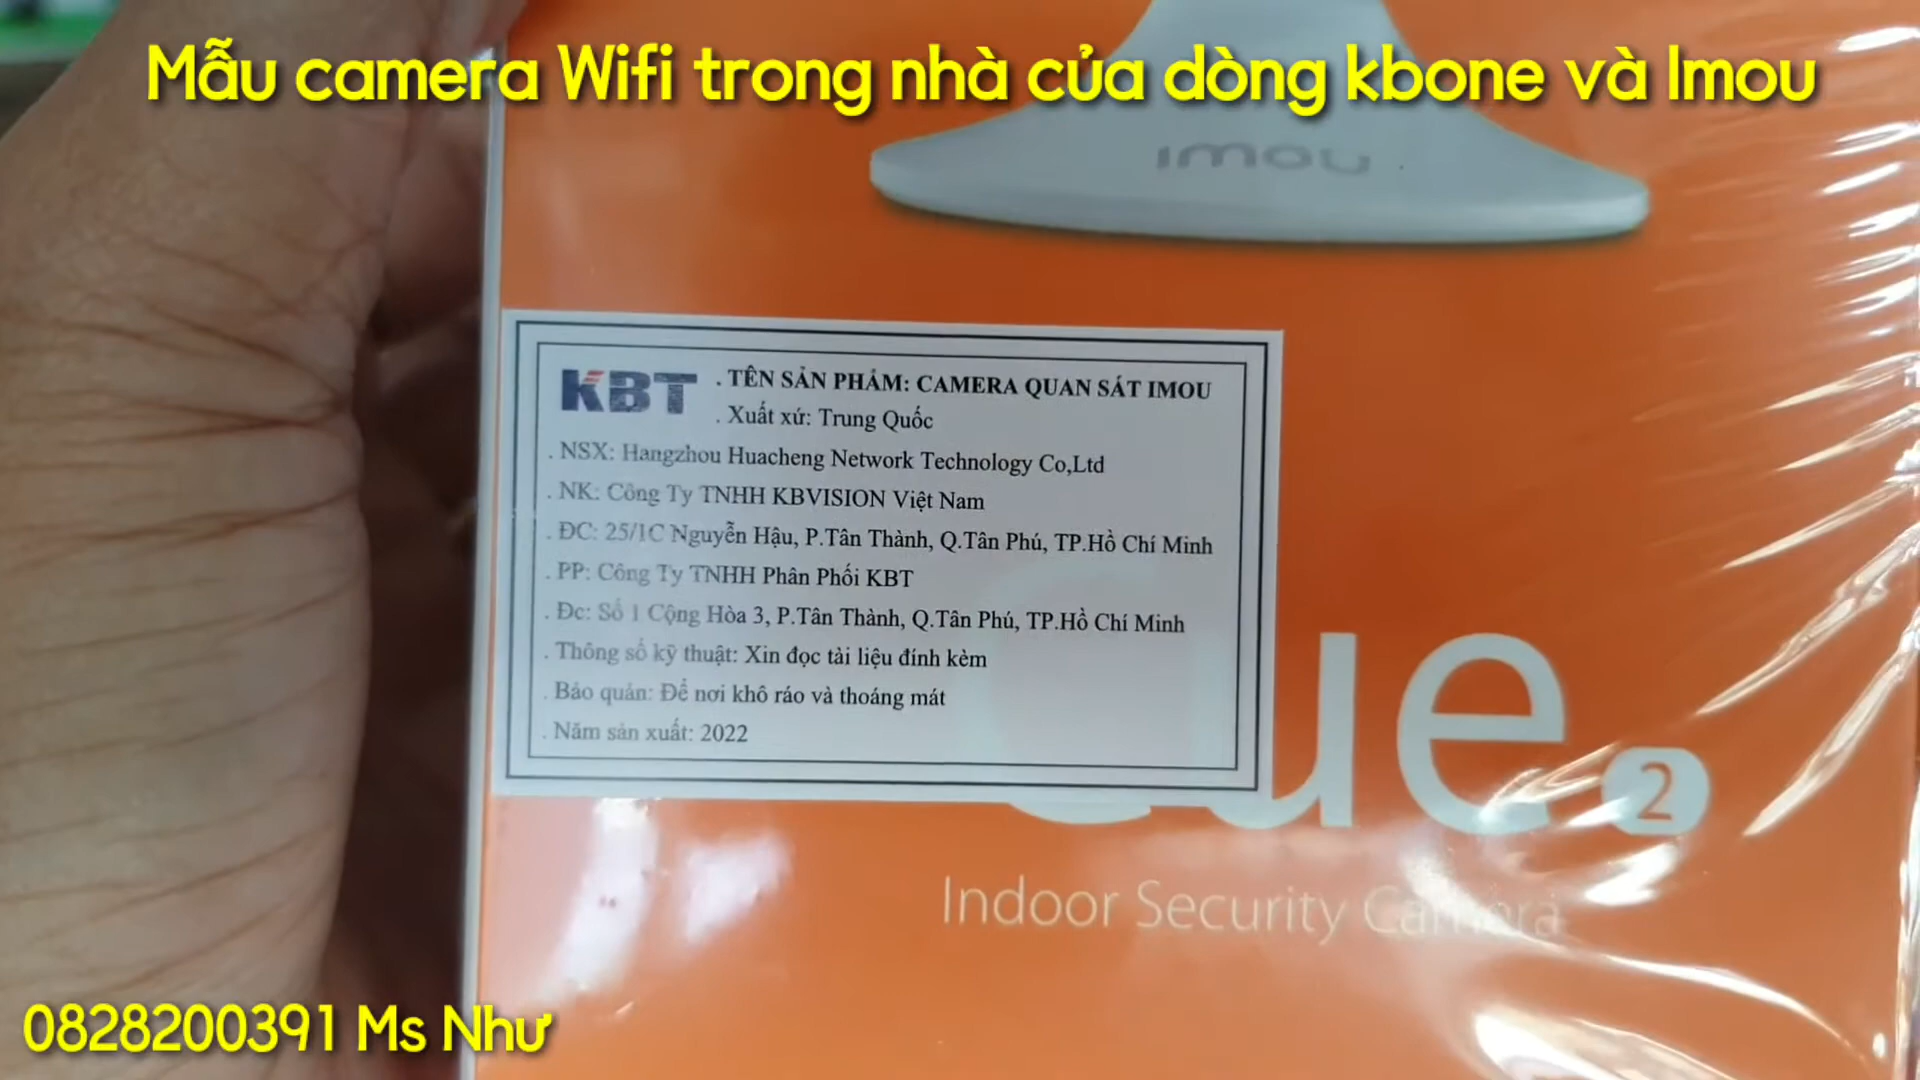 Mẫu camera Wifi trong nhà của dòng kbone và Imou
imou
KBT
. TÊN SẢN PHẨM: CAMERA QUAN SÁT IMOU
. Xuất xứ: Trung Quốc
. NSX: Hangzhou Huacheng Network Technology Co,Ltd
. NK: Công Ty TNHH KBVISION Việt Nam
. ĐC: 25/1C Nguyễn Hậu, P.Tân Thành, Q.Tân Phú, TP.Hồ Chí Minh
. PP: Công Ty TNHH Phân Phối KBT
. Đc: Số 1 Cộng Hòa 3, P.Tân Thành, Q.Tân Phú, TP.Hồ Chí Minh
. Thông số kỹ thuật: Xin đọc tài liệu đính kèm
. Bảo quản: Để nơi khô ráo và thoáng mát
. Năm sản xuất: 2022
ue 2
Indoor Security Camera
0828200391 Ms Như